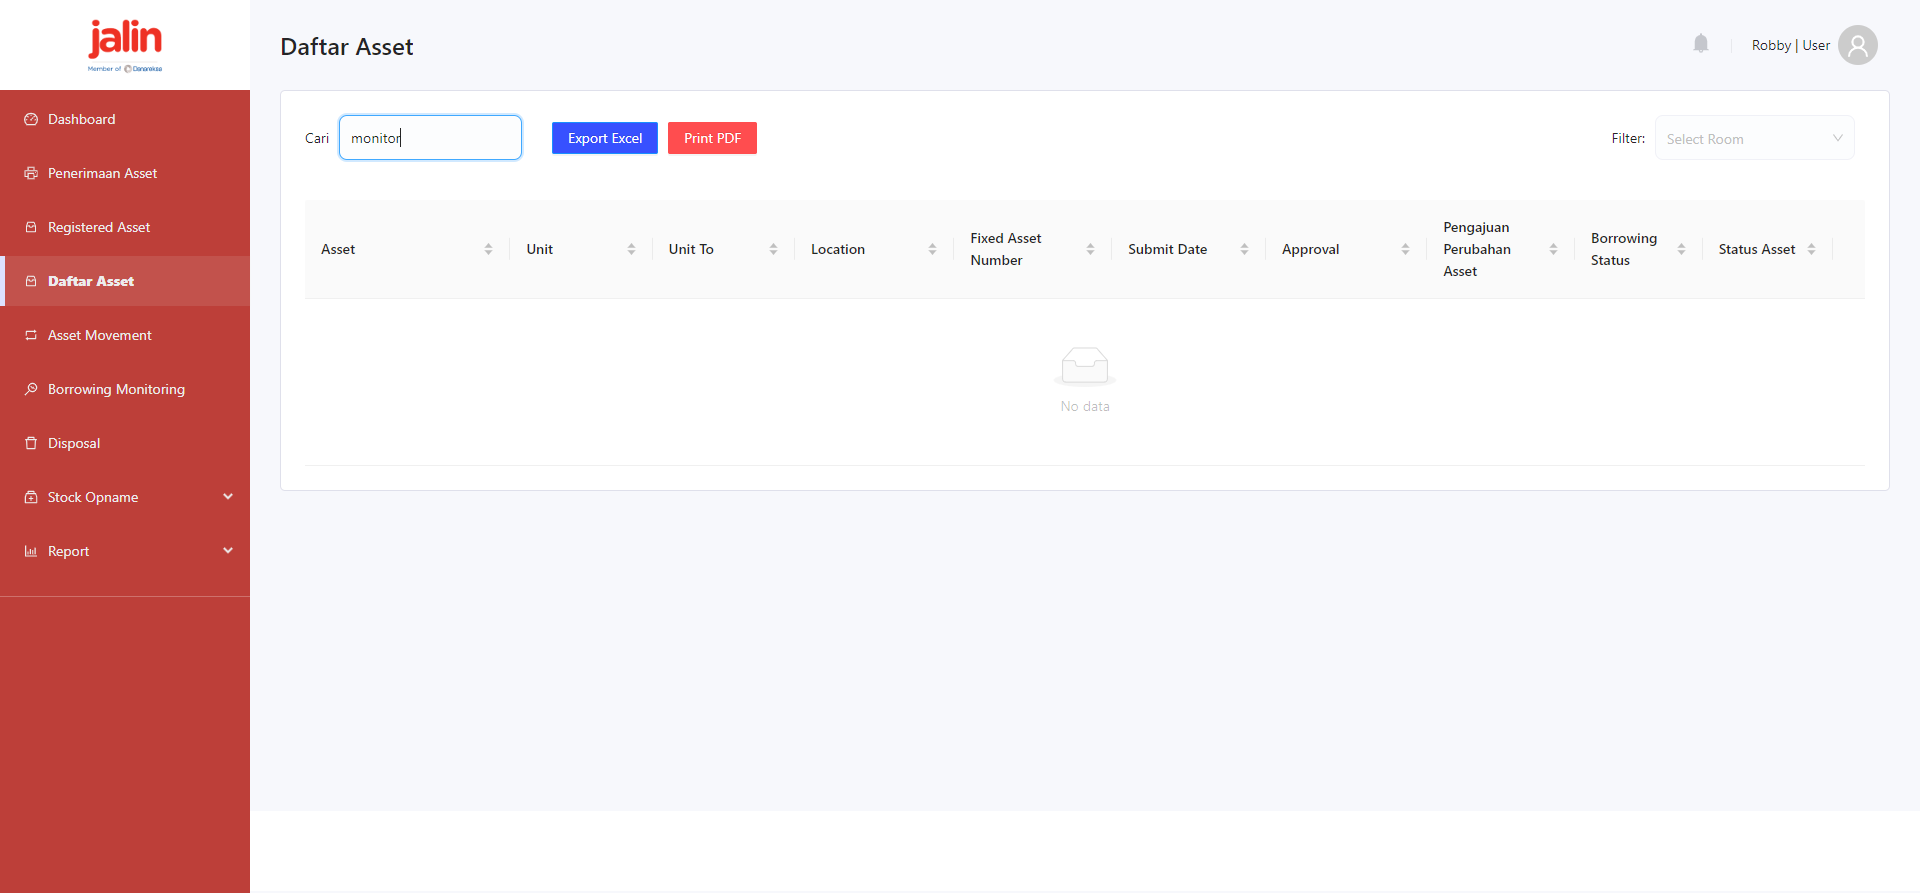 jalin
Member of Danareksa
Dashboard
Penerimaan Asset
Registered Asset
Daftar Asset
Asset Movement
Borrowing Monitoring
Disposal
Stock Opname
Report
Daftar Asset
Robby | User
Cari
monitor
Export Excel
Print PDF
Filter:
Select Room
Asset
Unit
Unit To
Location
Fixed Asset
Number
Submit Date
Approval
Pengajuan
Perubahan
Asset
Borrowing
Status
Status Asset
No data